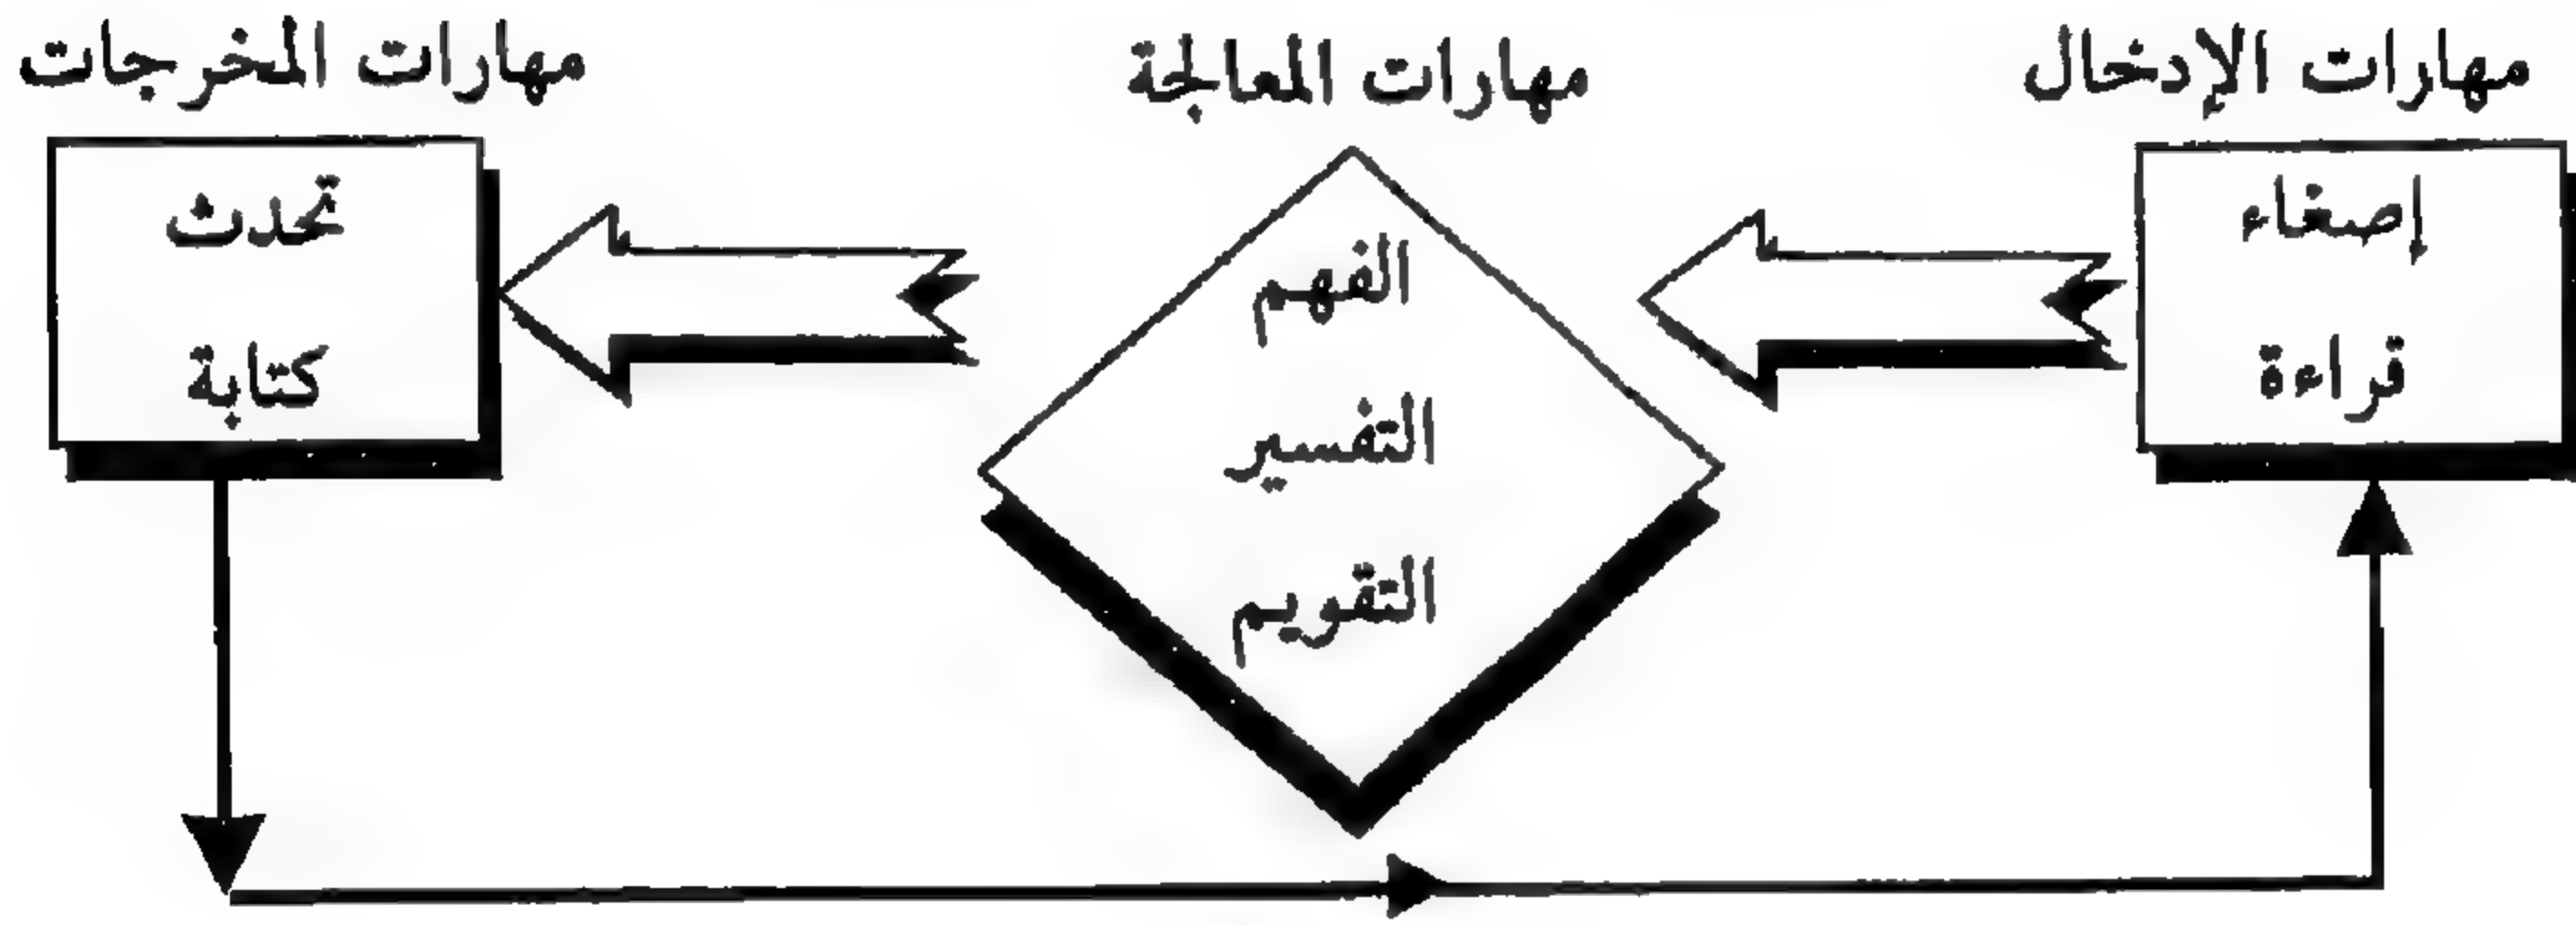 مهارات الإدخال
إصغاء
قراءة
مهارات المعالجة
الفهم
التفسير
التقويم
مهارات المخرجات
تحدث
كتابة